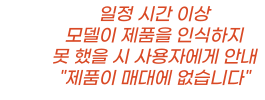 일정 시간 이상
모델이 제품을 인식하지
못 했을 시 사용자에게 안내
"제품이 매대에 없습니다"